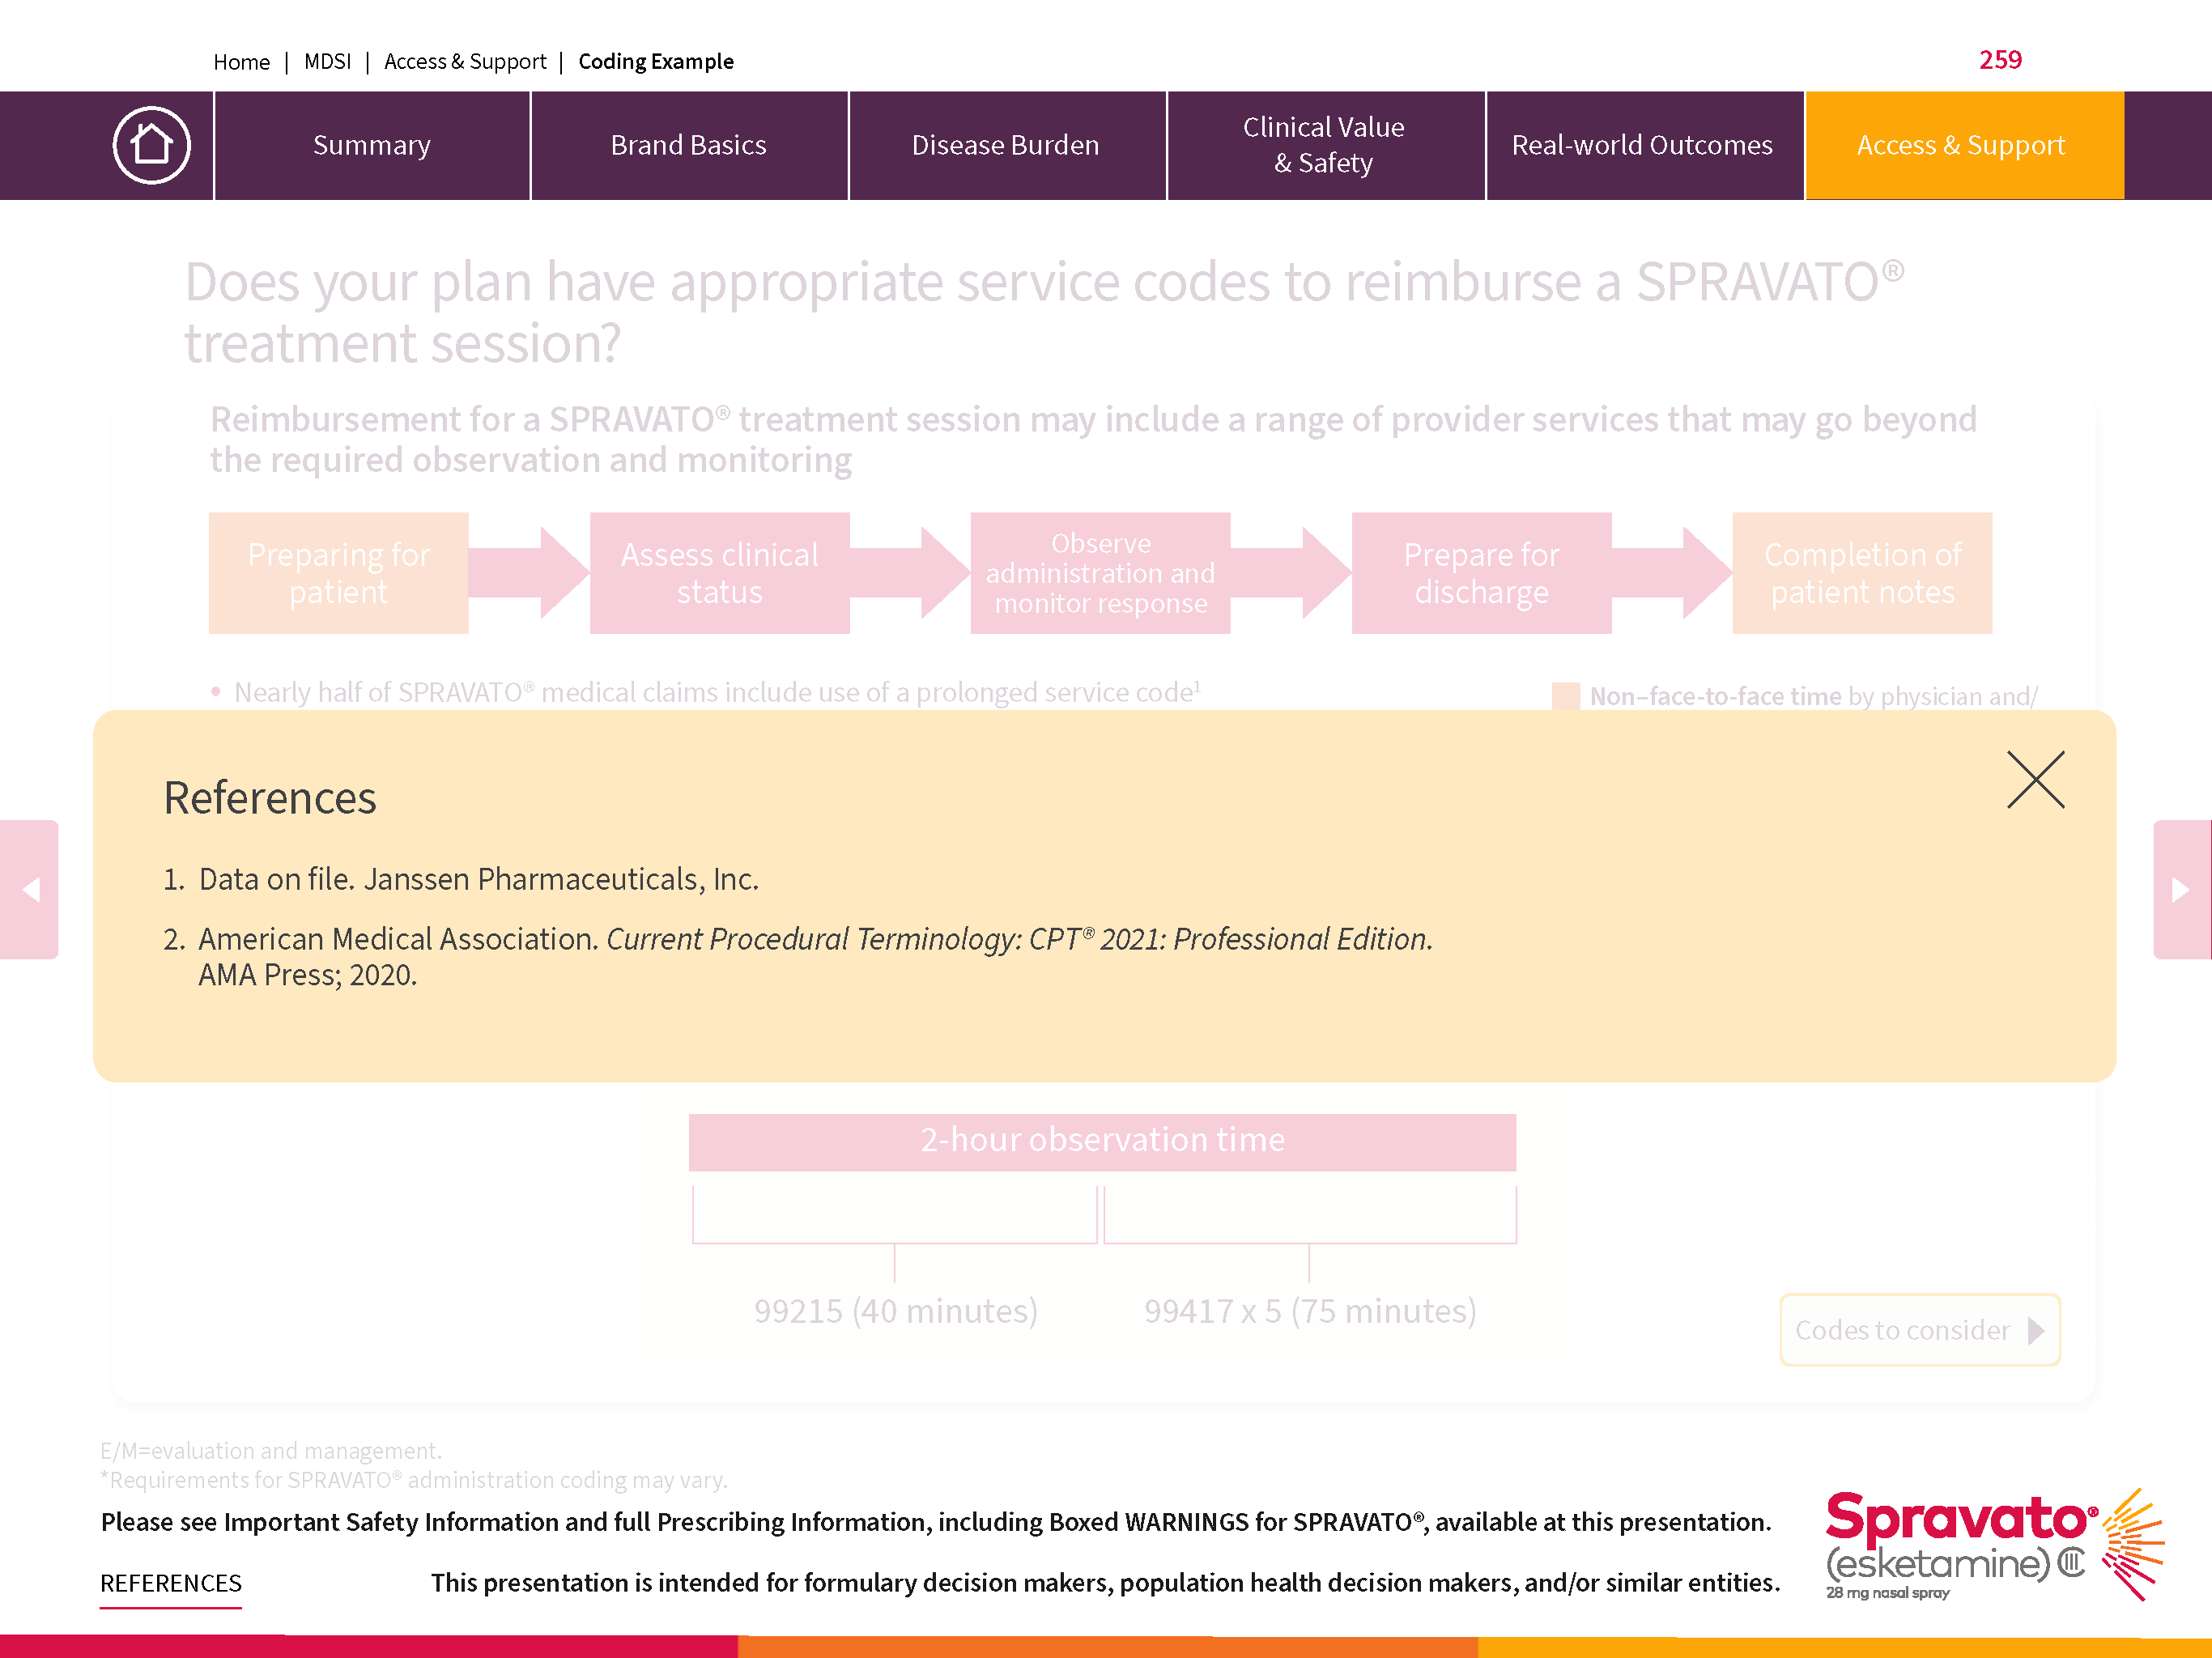 Home | MDSI | Access & Support | Coding Example
259
Summary
Brand Basics
Disease Burden
Clinical Value
& Safety
Real-world Outcomes
Access & Support
Does your plan have appropriate service codes to reimburse a SPRAVATO®
treatment session?
Reimbursement for a SPRAVATO® treatment session may include a range of provider services that may go beyond
the required observation and monitoring
Preparing for
patient
Assess clinical
status
Observe
administration and
monitor response
Prepare for
discharge
Completion of
patient notes
• Nearly half of SPRAVATO® medical claims include use of a prolonged service code¹
Non–face-to-face time by physician and/
References
1. Data on file. Janssen Pharmaceuticals, Inc.
2. American Medical Association. Current Procedural Terminology: CPT® 2021: Professional Edition.
AMA Press; 2020.
2-hour observation time
99215 (40 minutes)
99417 x 5 (75 minutes)
Codes to consider
E/M=evaluation and management.
*Requirements for SPRAVATO® administration coding may vary.
Please see Important Safety Information and full Prescribing Information, including Boxed WARNINGS for SPRAVATO®, available at this presentation.
REFERENCES
This presentation is intended for formulary decision makers, population health decision makers, and/or similar entities.
Spravato®
(esketamine) CIII
28 mg nasal spray